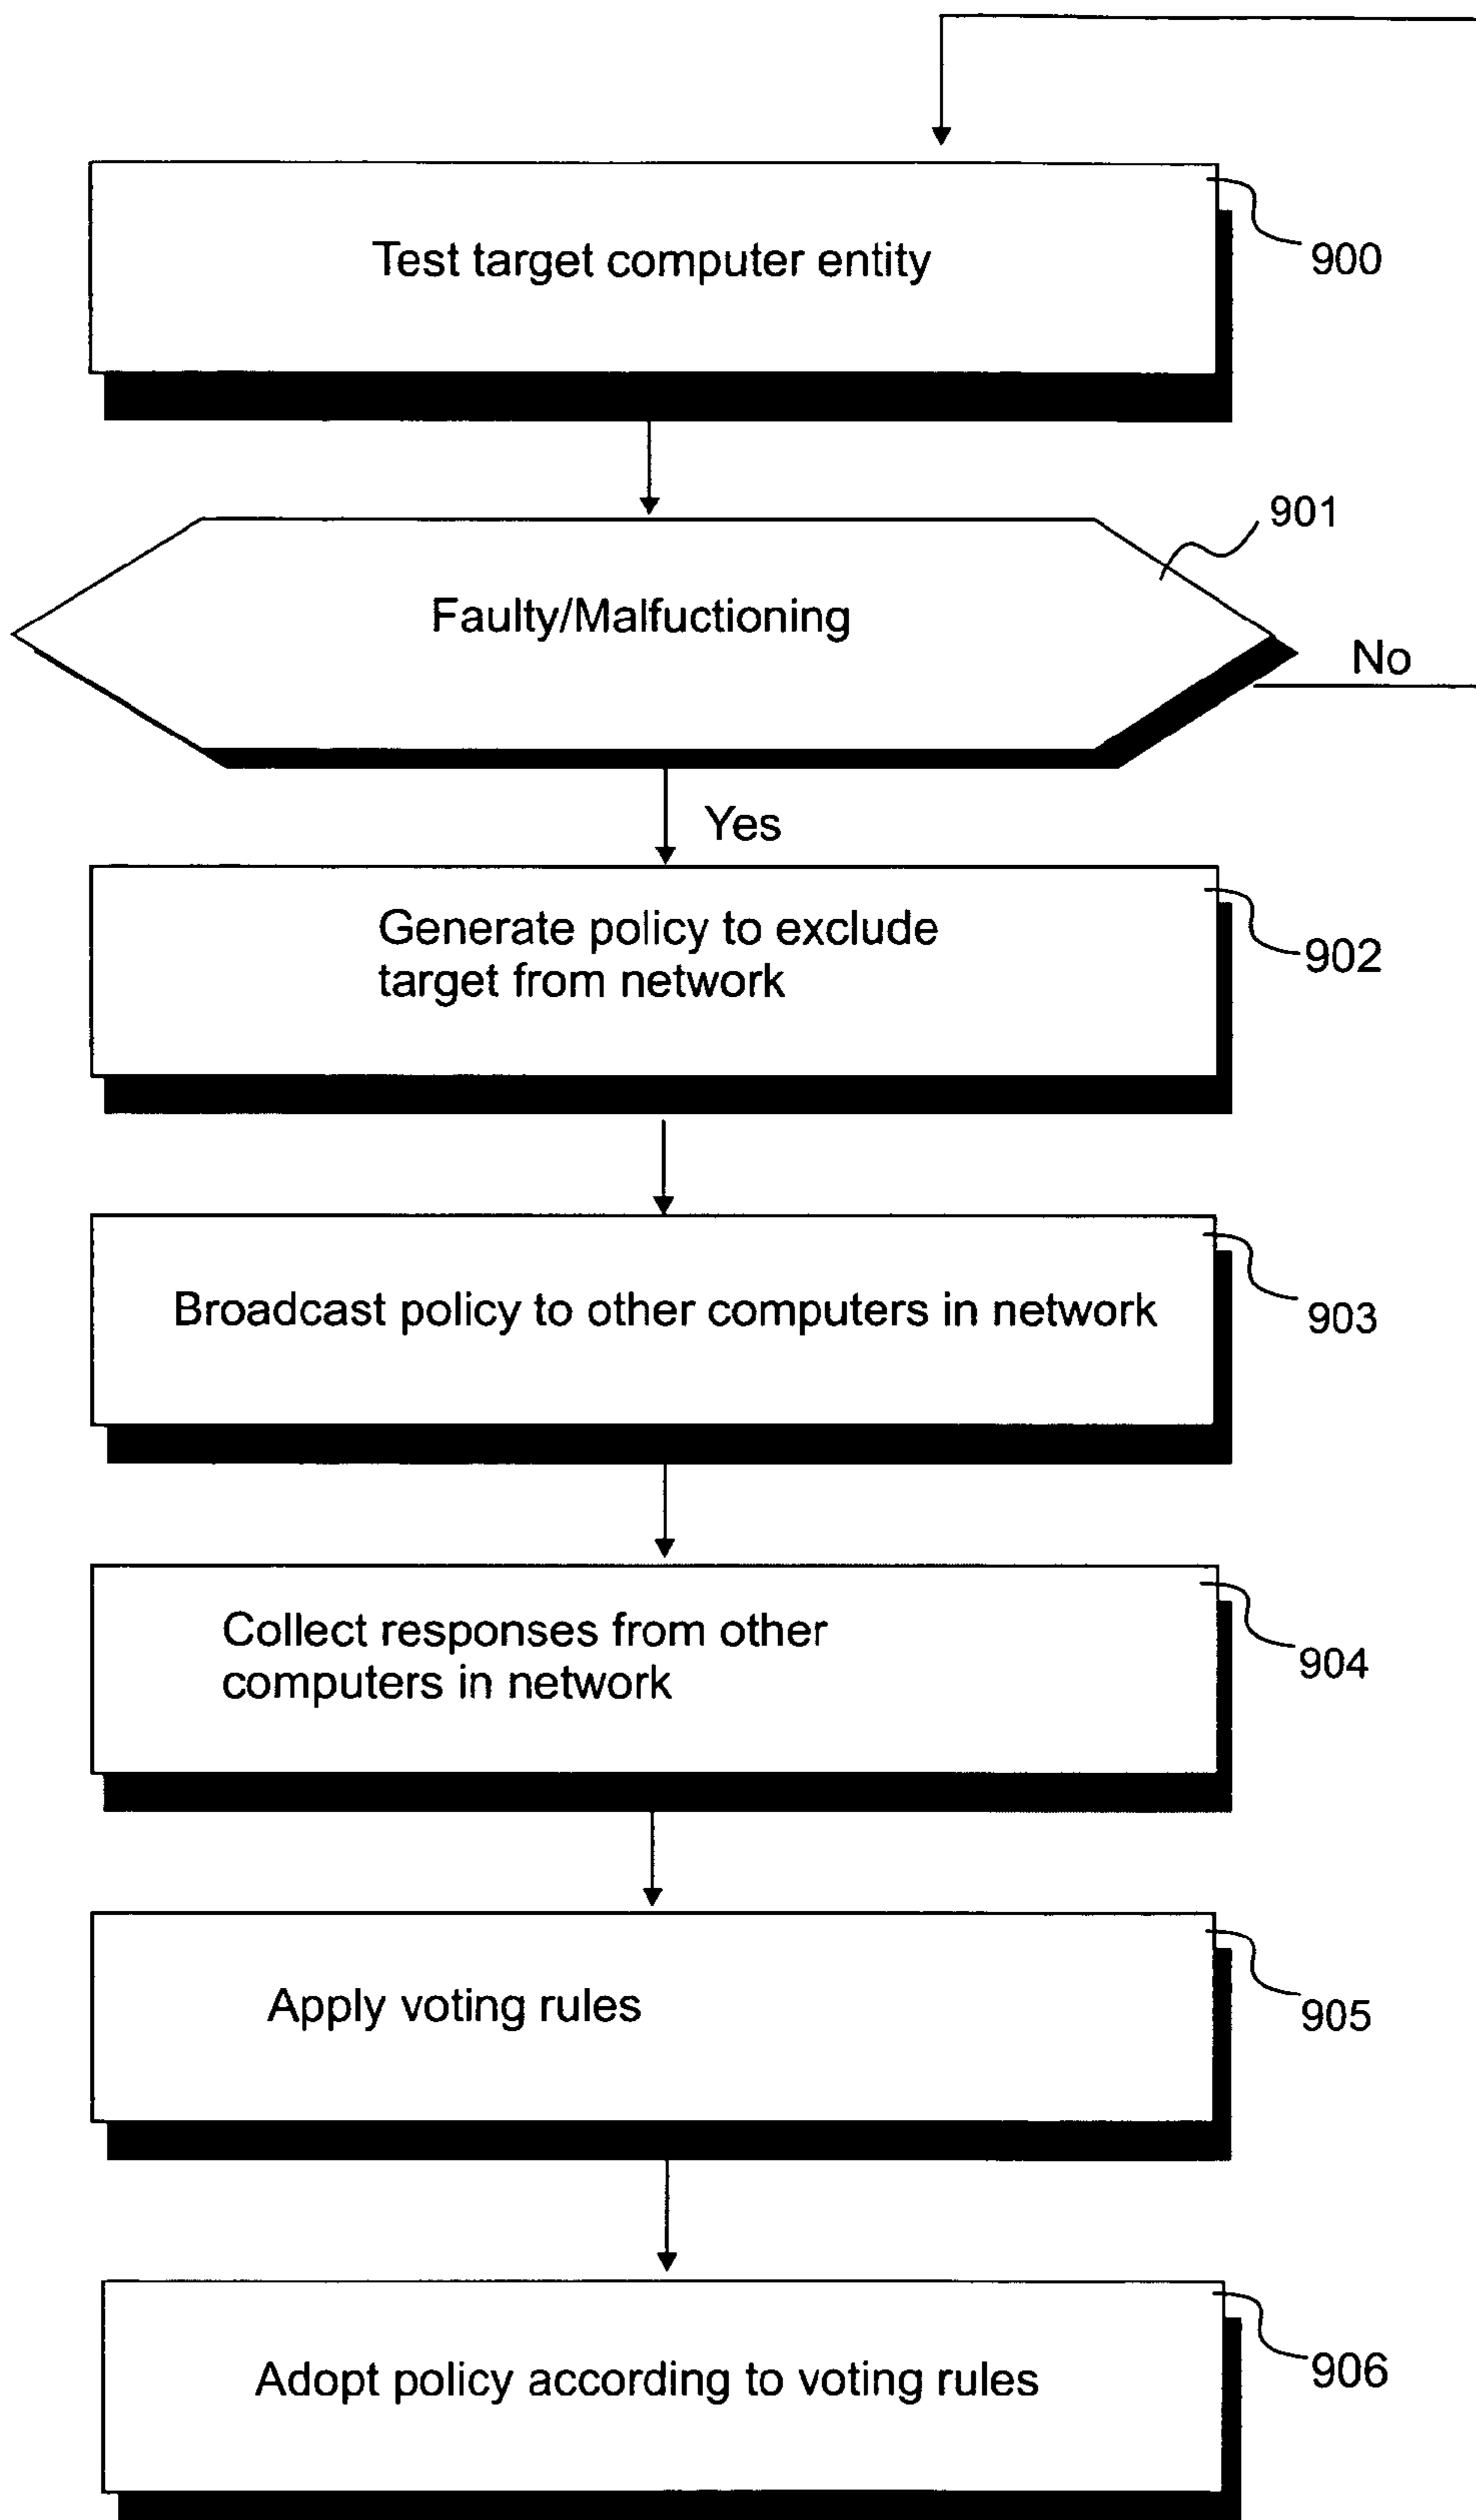 Test target computer entity
900
901
Faulty/Malfuctioning
No
Yes
Generate policy to exclude
target from network
902
Broadcast policy to other computers in network
903
Collect responses from other
computers in network
904
Apply voting rules
905
Adopt policy according to voting rules
906